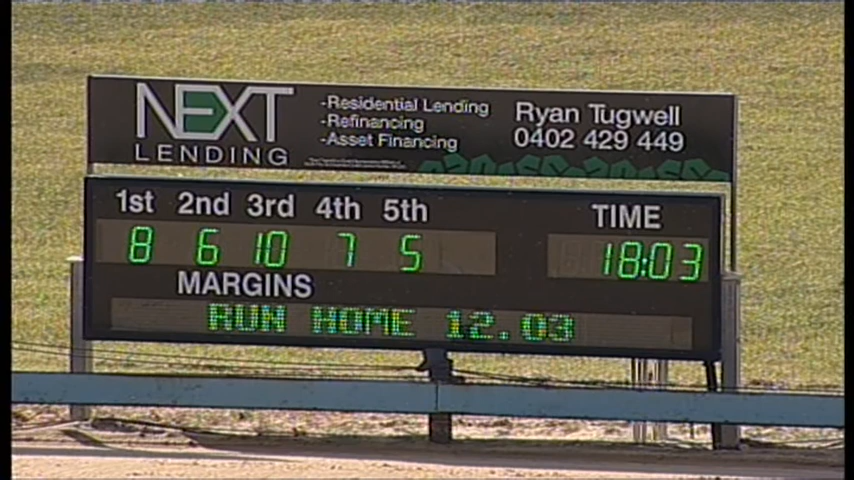 NEXT
LENDING
-Residential Lending
-Refinancing
-Asset Financing
Ryan Tugwell
0402 429 449
1st 2nd 3rd 4th 5th TIME
8 6 10 7 5 18:03
MARGINS
RUN HOME 12.03